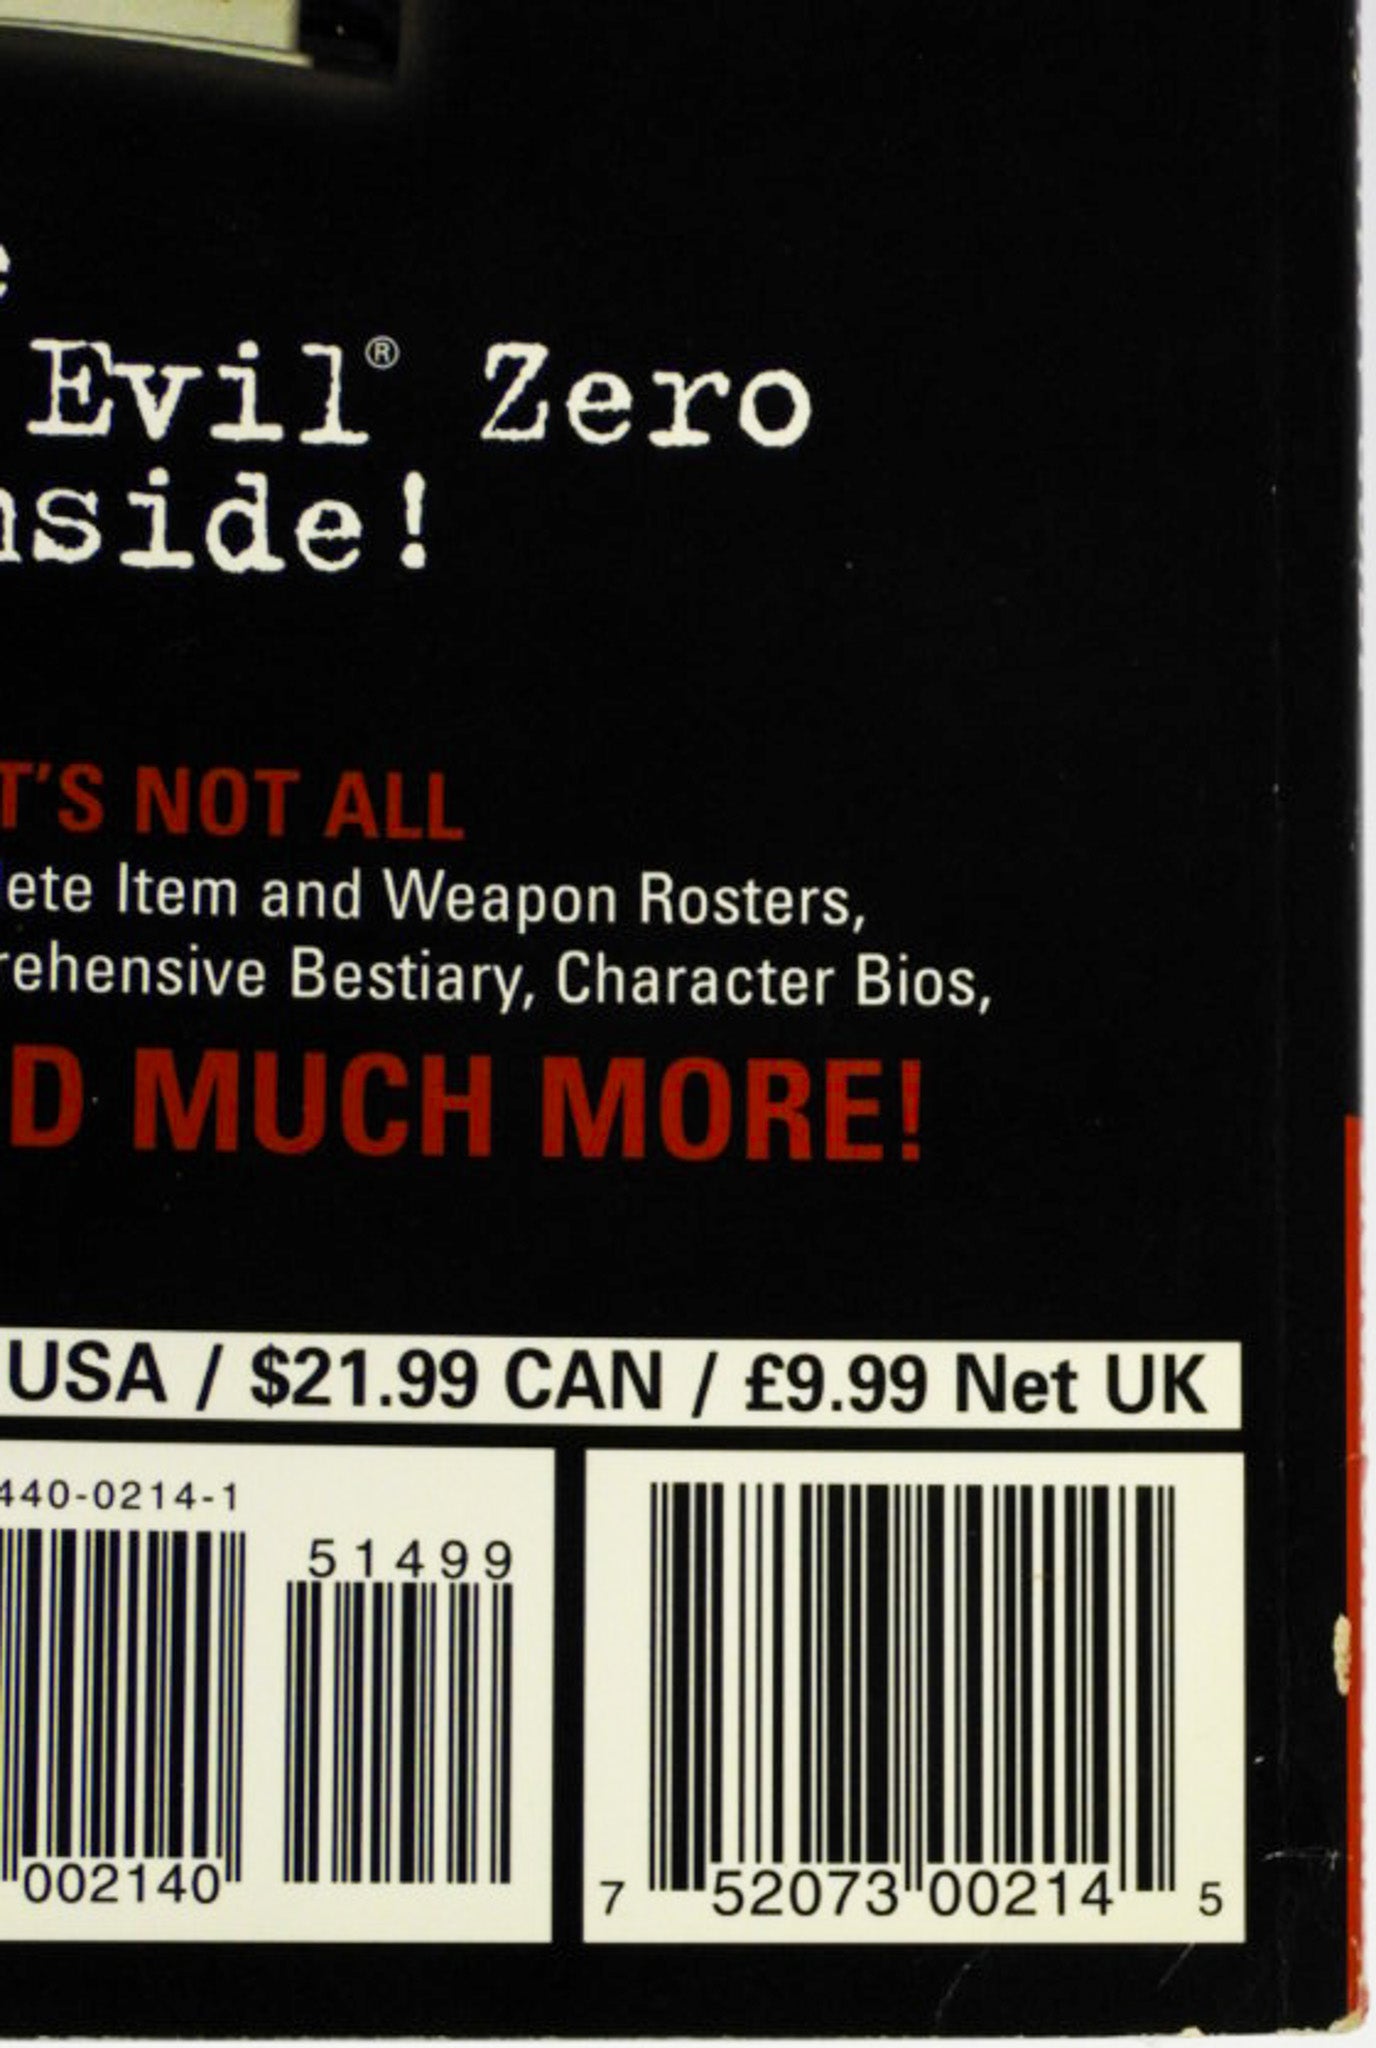 Evil® Zero
nside!
T'S NOT ALL
lete Item and Weapon Rosters,
rehensive Bestiary, Character Bios,
D MUCH MORE!
USA / $21.99 CAN / £9.99 Net UK
440-0214-1
51499
002140
7 52073 00214 5